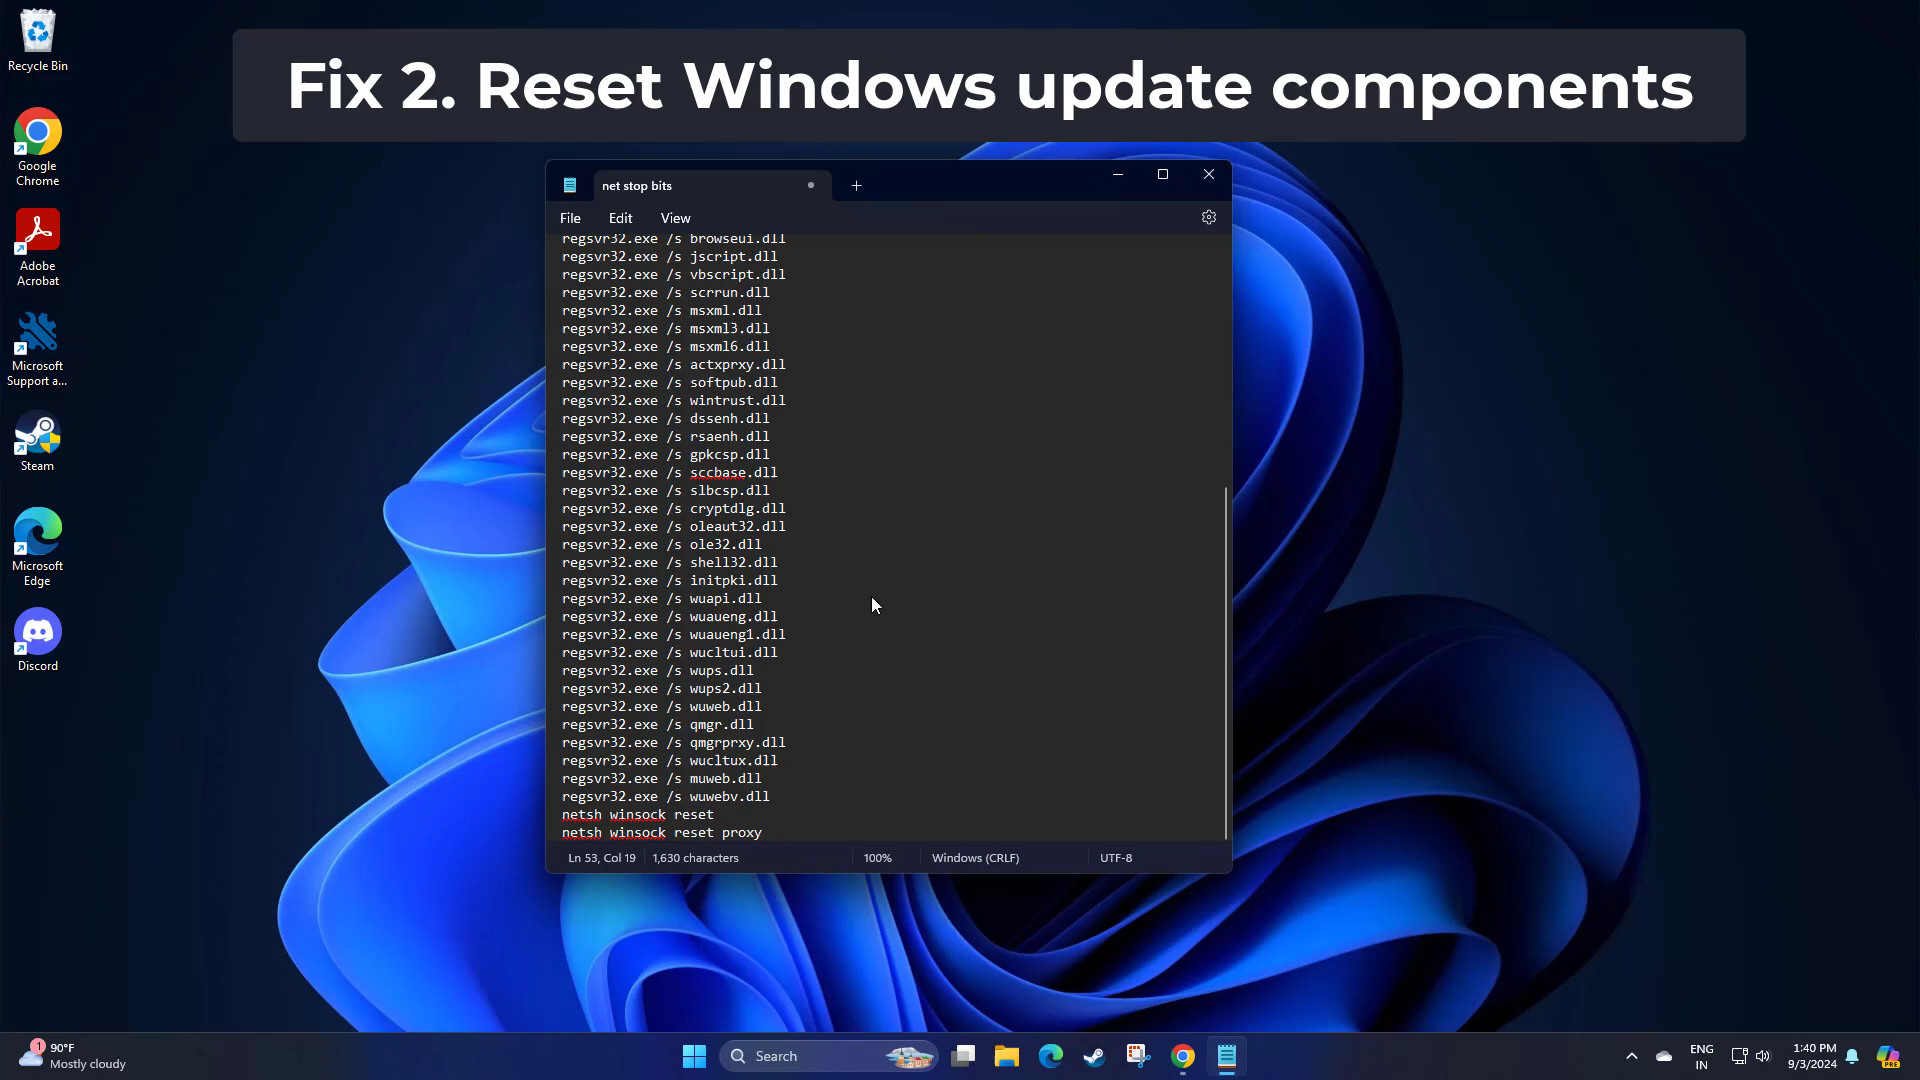 Recycle Bin
Fix 2. Reset Windows update components
Google
Chrome
Adobe
Acrobat
Microsoft
Support a...
Steam
Microsoft
Edge
Discord
net stop bits
File Edit View
regsvr32.exe /s browseui.dll
regsvr32.exe /s jscript.dll
regsvr32.exe /s vbscript.dll
regsvr32.exe /s scrrun.dll
regsvr32.exe /s msxml.dll
regsvr32.exe /s msxml3.dll
regsvr32.exe /s msxml6.dll
regsvr32.exe /s actxprxy.dll
regsvr32.exe /s softpub.dll
regsvr32.exe /s wintrust.dll
regsvr32.exe /s dssenh.dll
regsvr32.exe /s rsaenh.dll
regsvr32.exe /s gpkcsp.dll
regsvr32.exe /s sccbase.dll
regsvr32.exe /s slbcsp.dll
regsvr32.exe /s cryptdlg.dll
regsvr32.exe /s oleaut32.dll
regsvr32.exe /s ole32.dll
regsvr32.exe /s shell32.dll
regsvr32.exe /s initpki.dll
regsvr32.exe /s wuapi.dll
regsvr32.exe /s wuaueng.dll
regsvr32.exe /s wuaueng1.dll
regsvr32.exe /s wucltui.dll
regsvr32.exe /s wups.dll
regsvr32.exe /s wups2.dll
regsvr32.exe /s wuweb.dll
regsvr32.exe /s qmgr.dll
regsvr32.exe /s qmgrprxy.dll
regsvr32.exe /s wucltux.dll
regsvr32.exe /s muweb.dll
regsvr32.exe /s wuwebv.dll
netsh winsock reset
netsh winsock reset proxy
Ln 53, Col 19 1,630 characters 100% Windows (CRLF) UTF-8
1
90°F
Mostly cloudy
Search
ENG
IN
1:40 PM
9/3/2024
PRE